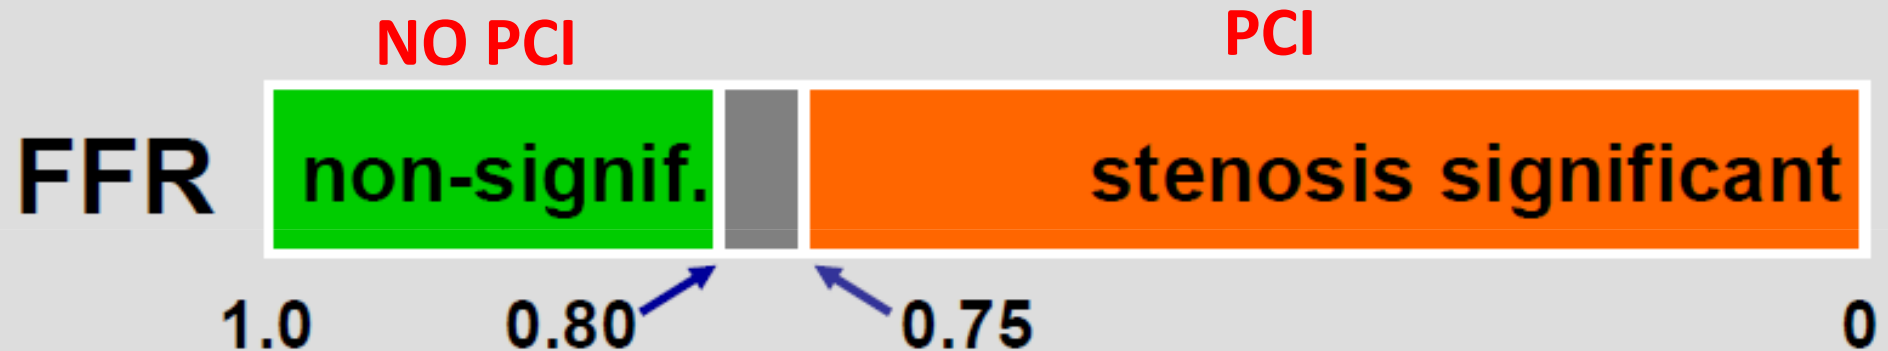 NO PCI PCI
FFR non-signif. stenosis significant
1.0 0.80 0.75 0